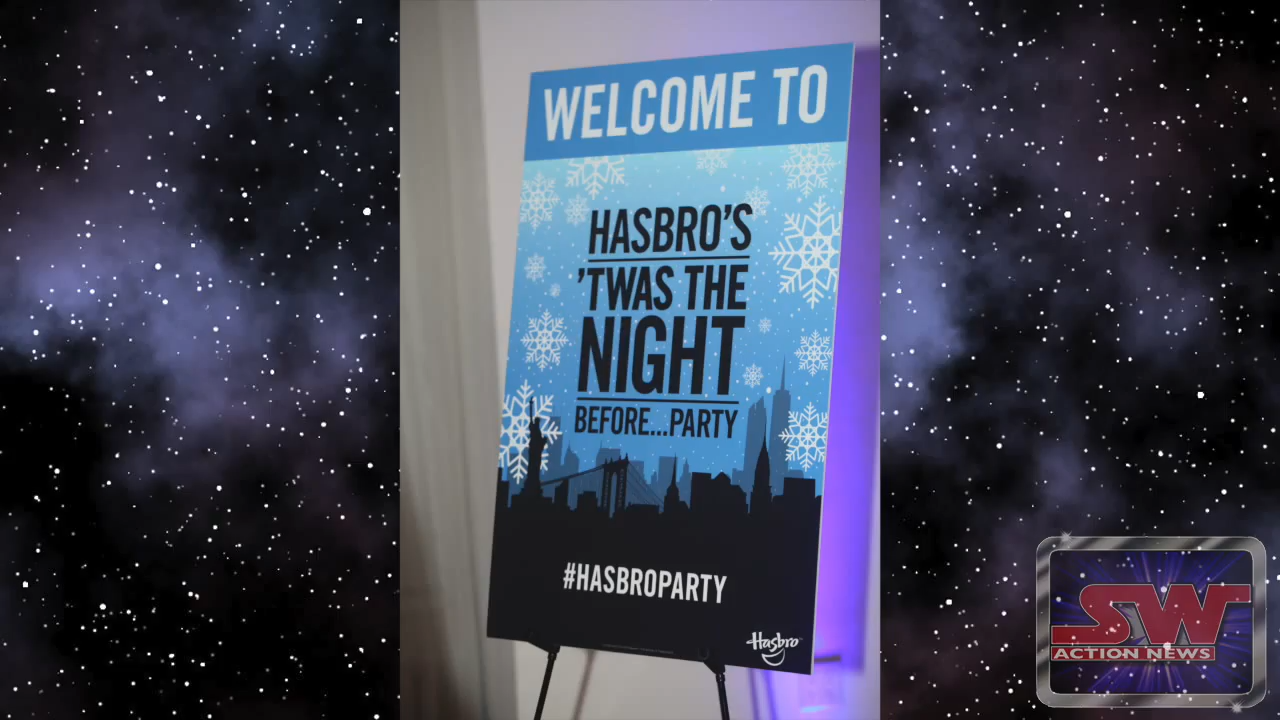 WELCOME TO
HASBRO'S
'TWAS THE
NIGHT
BEFORE...PARTY
#HASBROPARTY
Hasbro
SW
ACTION NEWS